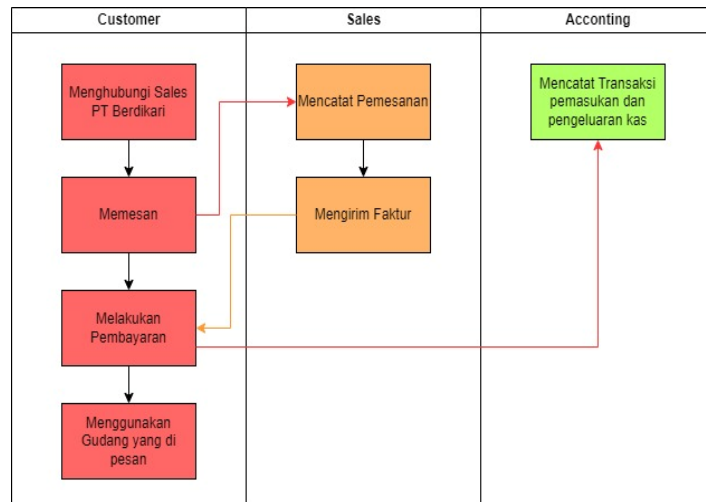 Customer
Sales
Acconting
Menghubungi Sales
PT Berdikari
Mencatat Pemesanan
Mencatat Transaksi
pemasukan dan
pengeluaran kas
Memesan
Mengirim Faktur
Melakukan
Pembayaran
Menggunakan
Gudang yang di
pesan